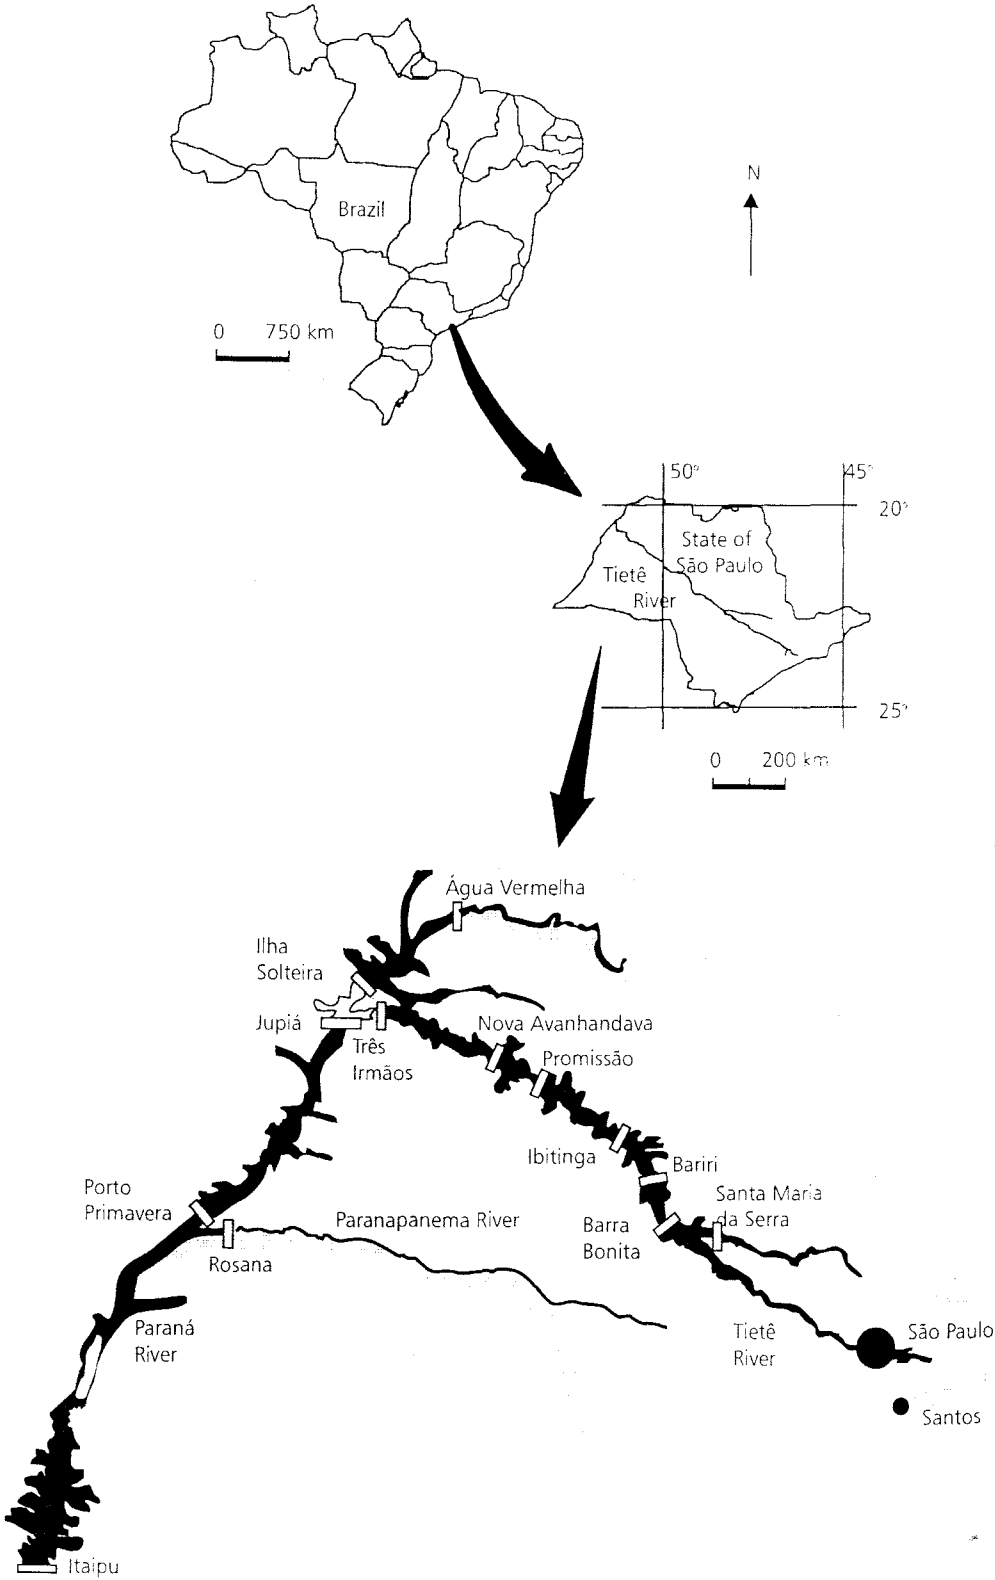 N
Brazil
0 750 km
50° 45°
20°
State of
São Paulo
Tietê
River
25°
0 200 km
Água Vermelha
Ilha
Solteira
Jupiá
Três
Irmãos
Nova Avanhandava
Promissão
Ibitinga
Bariri
Santa Maria
da Serra
Barra
Bonita
Porto
Primavera
Paranapanema River
Rosana
Paraná
River
Tietê
River
São Paulo
Santos
Itaipu